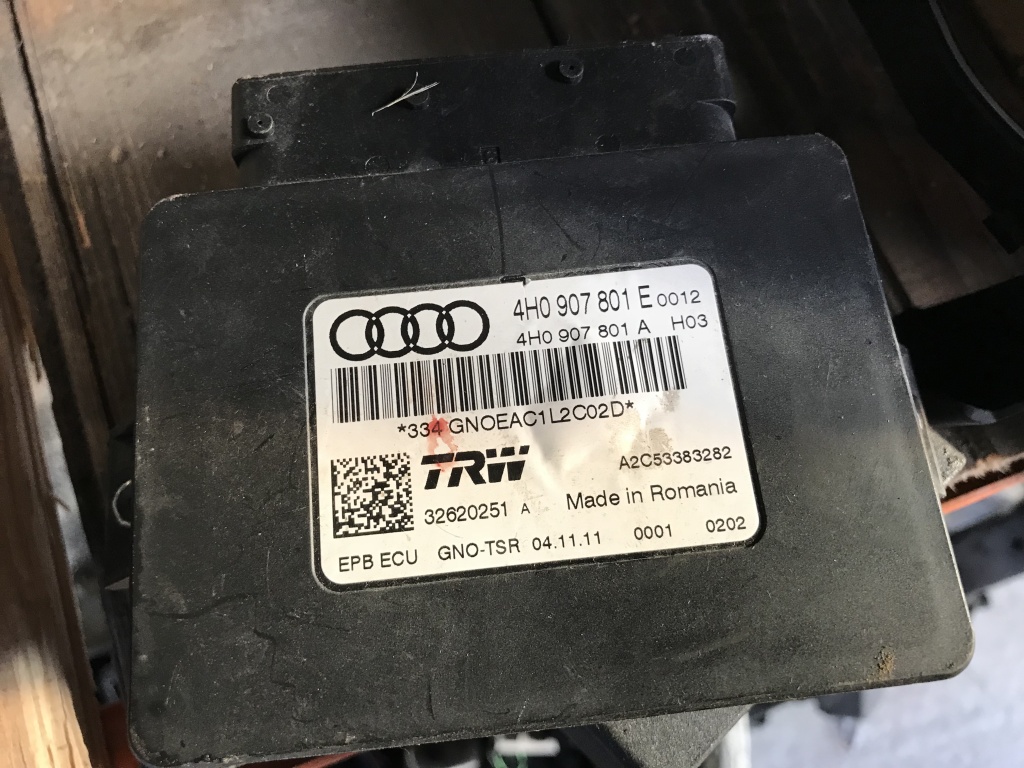 4H0 907 801 E 0012
4H0 907 801 A H03
*334 GNOEAC1L2C02D*
TRW
A2C53383282
32620251 A
Made in Romania
EPB ECU GNO-TSR 04.11.11 0001 0202